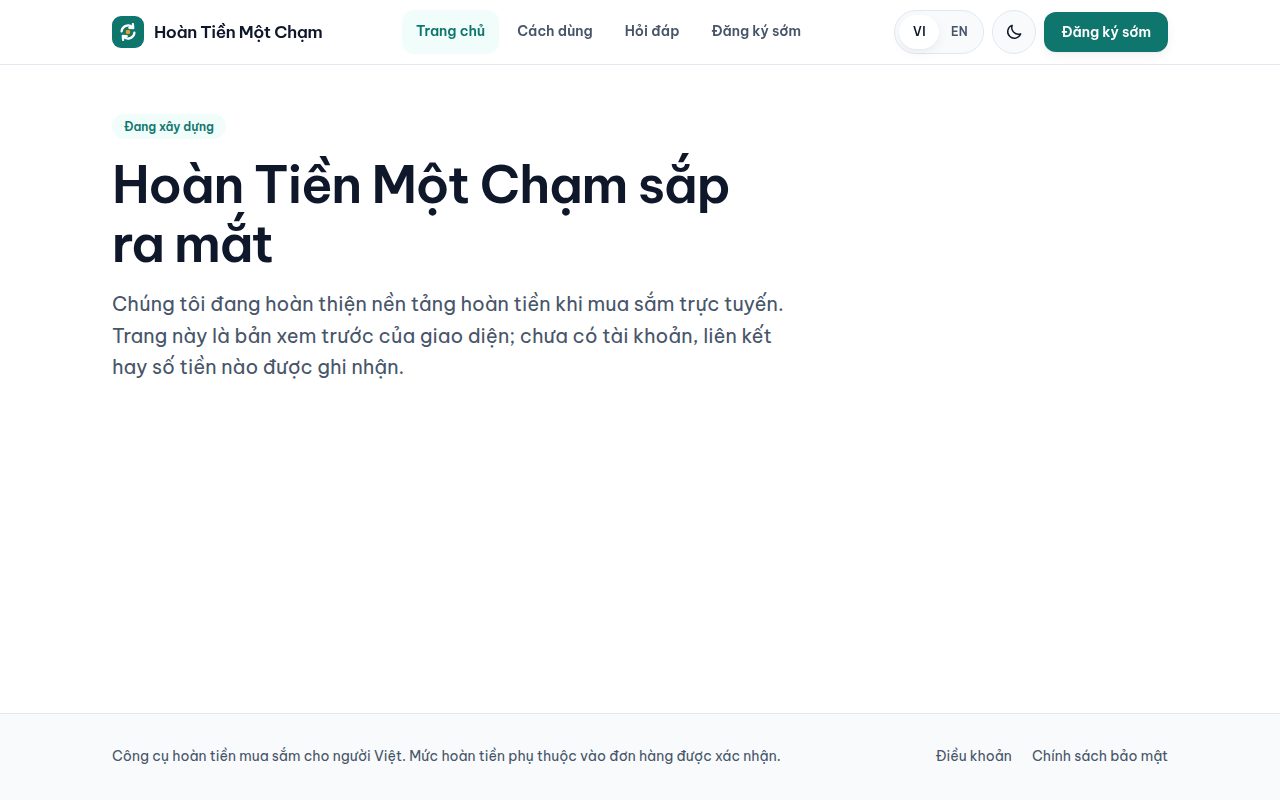 Hoàn Tiền Một Chạm
Trang chủ
Cách dùng
Hỏi đáp
Đăng ký sớm
VI
EN
Đăng ký sớm
Đang xây dựng
Hoàn Tiền Một Chạm sắp
ra mắt
Chúng tôi đang hoàn thiện nền tảng hoàn tiền khi mua sắm trực tuyến.
Trang này là bản xem trước của giao diện; chưa có tài khoản, liên kết
hay số tiền nào được ghi nhận.
Công cụ hoàn tiền mua sắm cho người Việt. Mức hoàn tiền phụ thuộc vào đơn hàng được xác nhận.
Điều khoản
Chính sách bảo mật